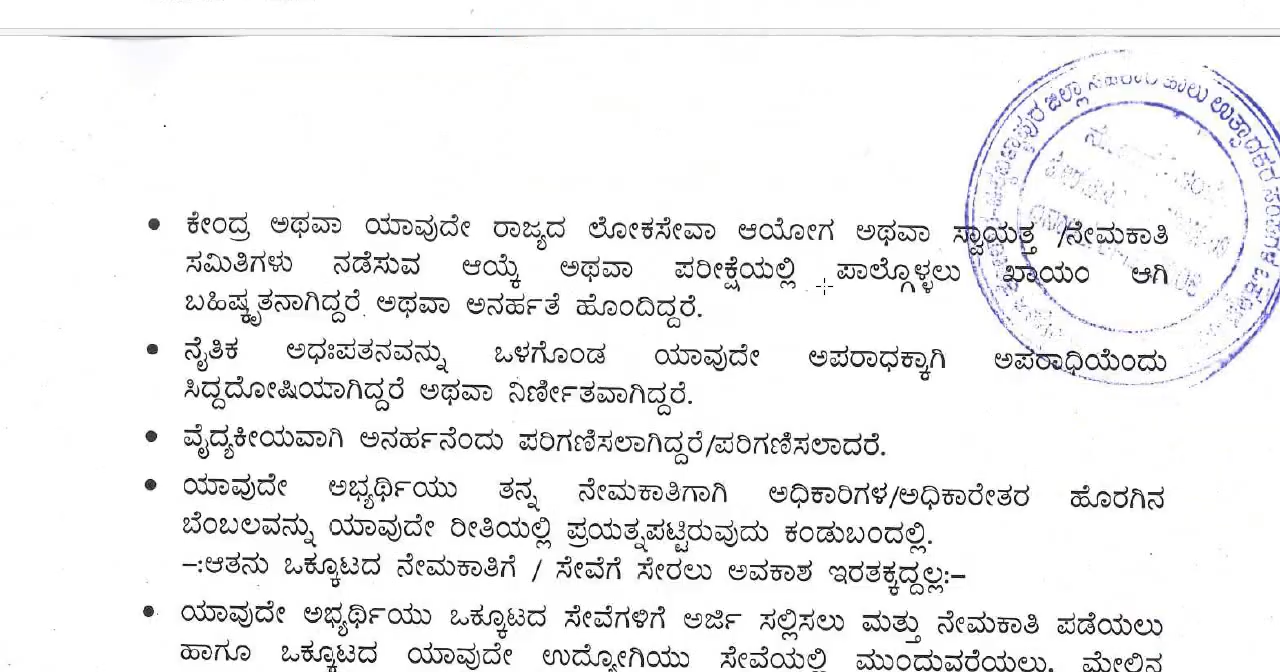 ಪುರ ಜಿಲ್ಲಾ ಸಹಕಾರ ಹಾಲು ಉತ್ಪಾದಕರ
• ಕೇಂದ್ರ ಅಥವಾ ಯಾವುದೇ ರಾಜ್ಯದ ಲೋಕಸೇವಾ ಆಯೋಗ ಅಥವಾ ಸ್ವಾಯತ್ತ /ನೇಮಕಾತಿ
ಸಮಿತಿಗಳು ನಡೆಸುವ ಆಯ್ಕೆ ಅಥವಾ ಪರೀಕ್ಷೆಯಲ್ಲಿ ಪಾಲ್ಗೊಳ್ಳಲು ಖಾಯಂ ಆಗಿ
ಬಹಿಷ್ಕೃತನಾಗಿದ್ದರೆ ಅಥವಾ ಅನರ್ಹತೆ ಹೊಂದಿದ್ದರೆ.
• ನೈತಿಕ ಅಧಃಪತನವನ್ನು ಒಳಗೊಂಡ ಯಾವುದೇ ಅಪರಾಧಕ್ಕಾಗಿ ಅಪರಾಧಿಯೆಂದು
ಸಿದ್ದದೋಷಿಯಾಗಿದ್ದರೆ ಅಥವಾ ನಿರ್ಣೀತವಾಗಿದ್ದರೆ.
• ವೈದ್ಯಕೀಯವಾಗಿ ಅನರ್ಹನೆಂದು ಪರಿಗಣಿಸಲಾಗಿದ್ದರೆ/ಪರಿಗಣಿಸಲಾದರೆ.
• ಯಾವುದೇ ಅಭ್ಯರ್ಥಿಯು ತನ್ನ ನೇಮಕಾತಿಗಾಗಿ ಅಧಿಕಾರಿಗಳ/ಅಧಿಕಾರೇತರ ಹೊರಗಿನ
ಬೆಂಬಲವನ್ನು ಯಾವುದೇ ರೀತಿಯಲ್ಲಿ ಪ್ರಯತ್ನಪಟ್ಟಿರುವುದು ಕಂಡುಬಂದಲ್ಲಿ.
–:ಆತನು ಒಕ್ಕೂಟದ ನೇಮಕಾತಿಗೆ / ಸೇವೆಗೆ ಸೇರಲು ಅವಕಾಶ ಇರತಕ್ಕದ್ದಲ್ಲ:–
• ಯಾವುದೇ ಅಭ್ಯರ್ಥಿಯು ಒಕ್ಕೂಟದ ಸೇವೆಗಳಿಗೆ ಅರ್ಜಿ ಸಲ್ಲಿಸಲು ಮತ್ತು ನೇಮಕಾತಿ ಪಡೆಯಲು
ಹಾಗೂ ಒಕ್ಕೂಟದ ಯಾವುದೇ ಉದ್ಯೋಗಿಯು ಸೇವೆಯಲ್ಲಿ ಮುಂದುವರೆಯಲು, ಮೇಲಿನ